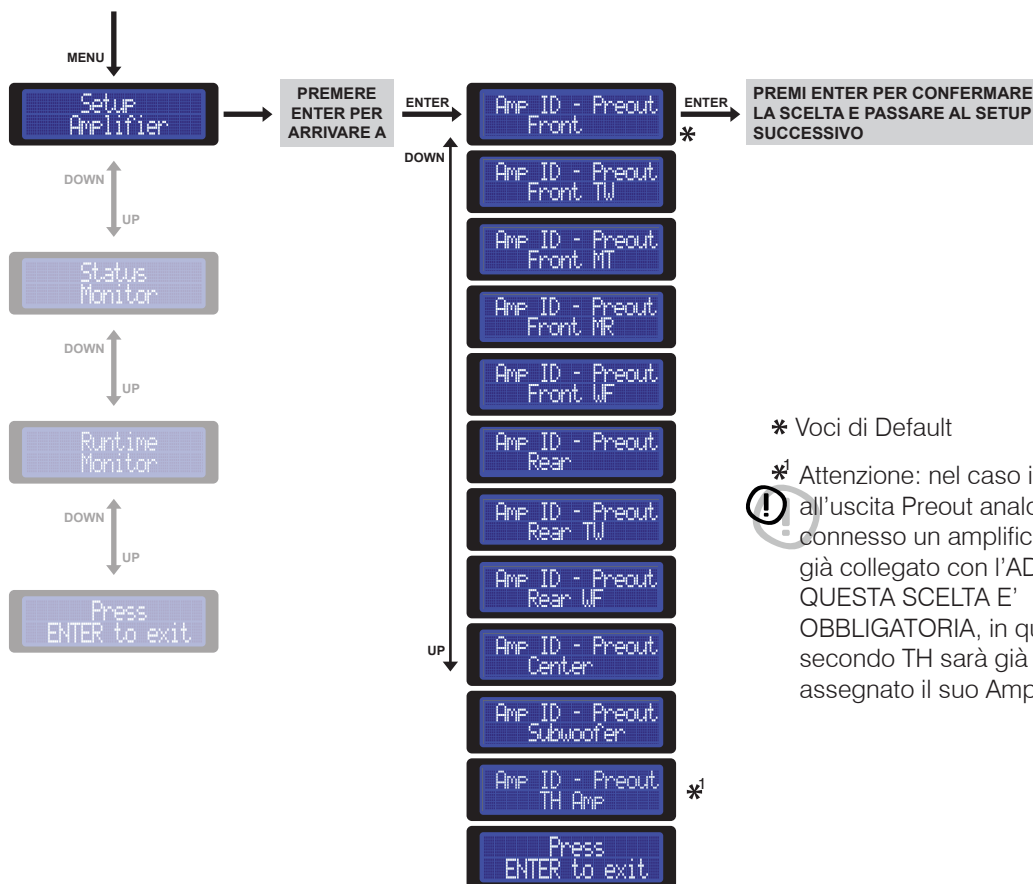 MENU
Setup
Amplifier
DOWN
UP
Status
Monitor
DOWN
UP
Runtime
Monitor
DOWN
UP
Press
ENTER to exit
PREMERE
ENTER PER
ARRIVARE A
ENTER
DOWN
UP
Amp ID - Preout
Front
*
Amp ID - Preout
Front TW
Amp ID - Preout
Front MT
Amp ID - Preout
Front MR
Amp ID - Preout
Front WF
Amp ID - Preout
Rear
Amp ID - Preout
Rear TW
Amp ID - Preout
Rear WF
Amp ID - Preout
Center
Amp ID - Preout
Subwoofer
Amp ID - Preout
TH Amp
*1
Press
ENTER to exit
ENTER
PREMI ENTER PER CONFERMARE
LA SCELTA E PASSARE AL SETUP
SUCCESSIVO
* Voci di Default
*1 Attenzione: nel caso i
all’uscita Preout analo
connesso un amplific
già collegato con l’AD
QUESTA SCELTA E’
OBBLIGATORIA, in qu
secondo TH sarà già
assegnato il suo Amp